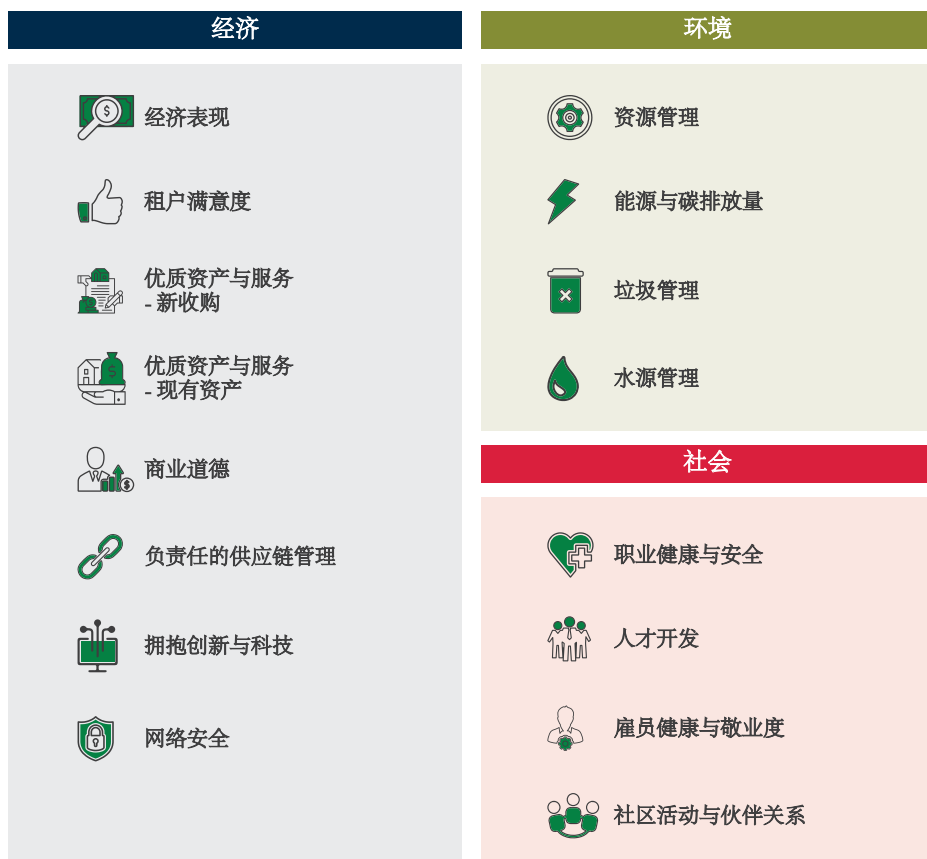 经济
经济表现
租户满意度
优质资产与服务
- 新收购
优质资产与服务
- 现有资产
商业道德
负责任的供应链管理
拥抱创新与科技
网络安全
环境
资源管理
能源与碳排放量
垃圾管理
水源管理
社会
职业健康与安全
人才开发
雇员健康与敬业度
社区活动与伙伴关系